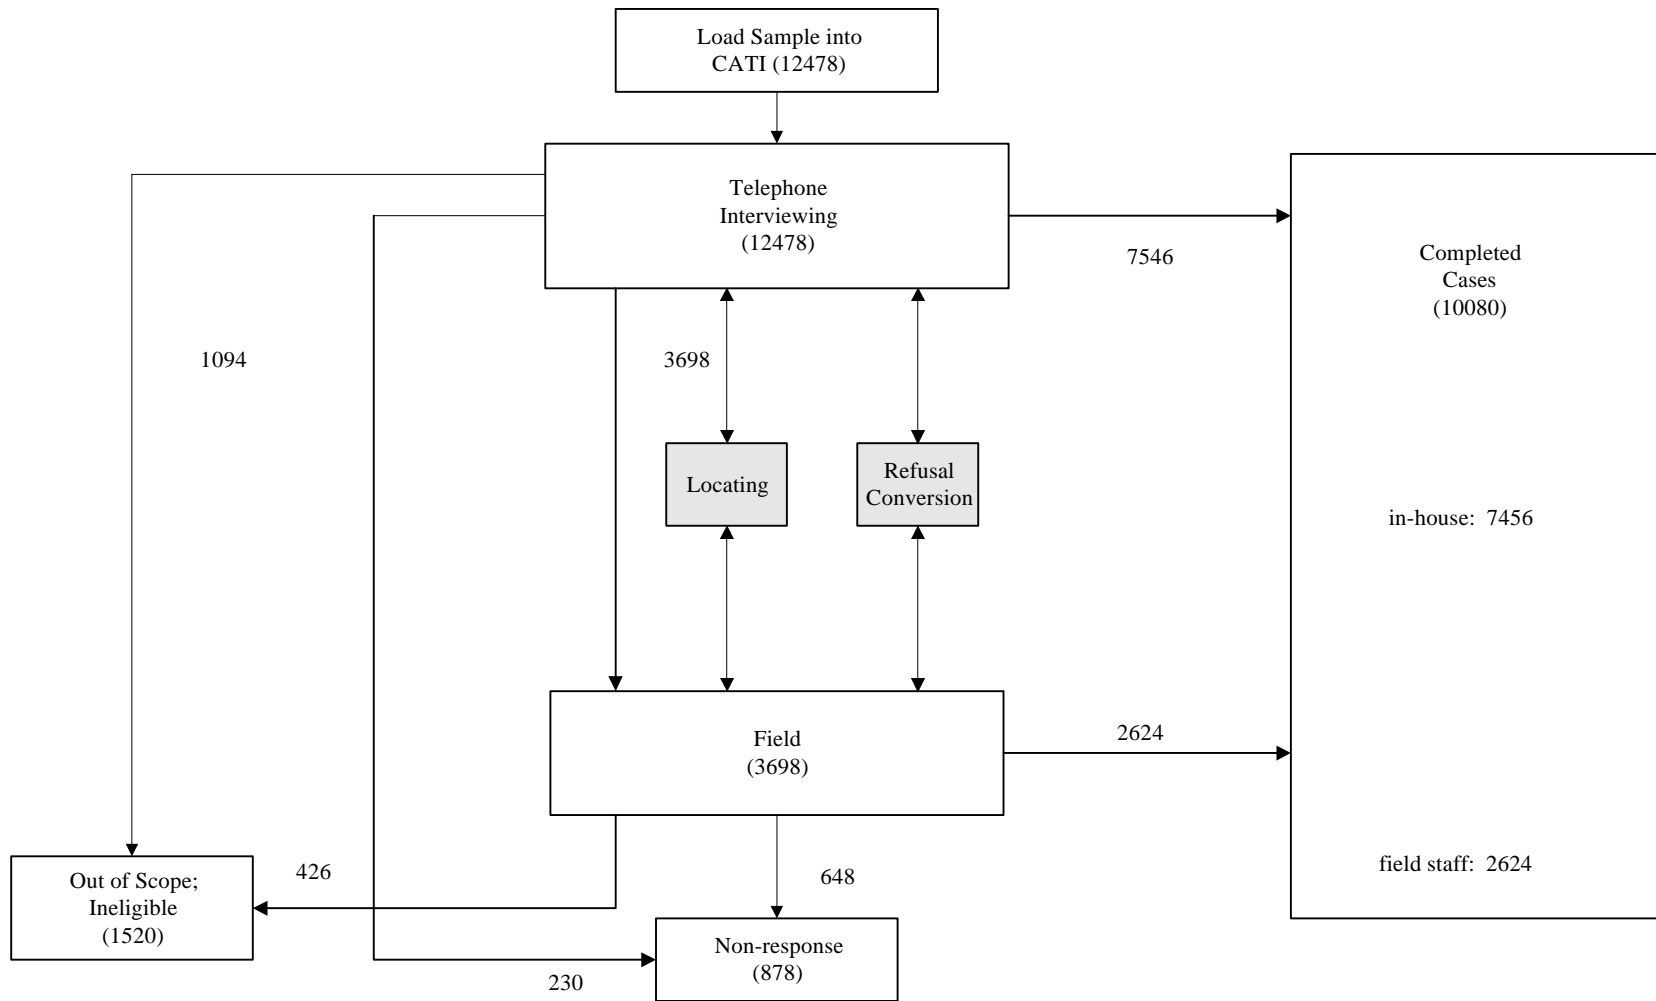 Load Sample into
CATI (12478)
Telephone
Interviewing
(12478)
7546
Completed
Cases
(10080)
1094
3698
Locating
Refusal
Conversion
in-house: 7456
Field
(3698)
2624
field staff: 2624
Out of Scope;
Ineligible
(1520)
426
648
Non-response
(878)
230